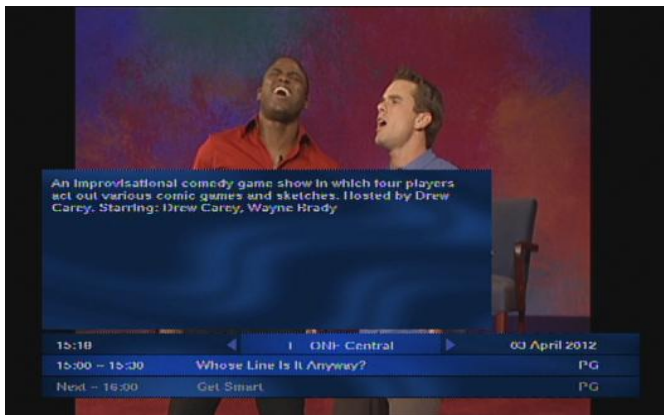 An improvisational comedy game show in which four players
act out various comic games and sketches. Hosted by Drew
Carey. Starring: Drew Carey, Wayne Brady
15:18 1 ONE Central 03 April 2012
15:00 – 15:30 Whose Line Is It Anyway? PG
Next – 16:00 Get Smart PG